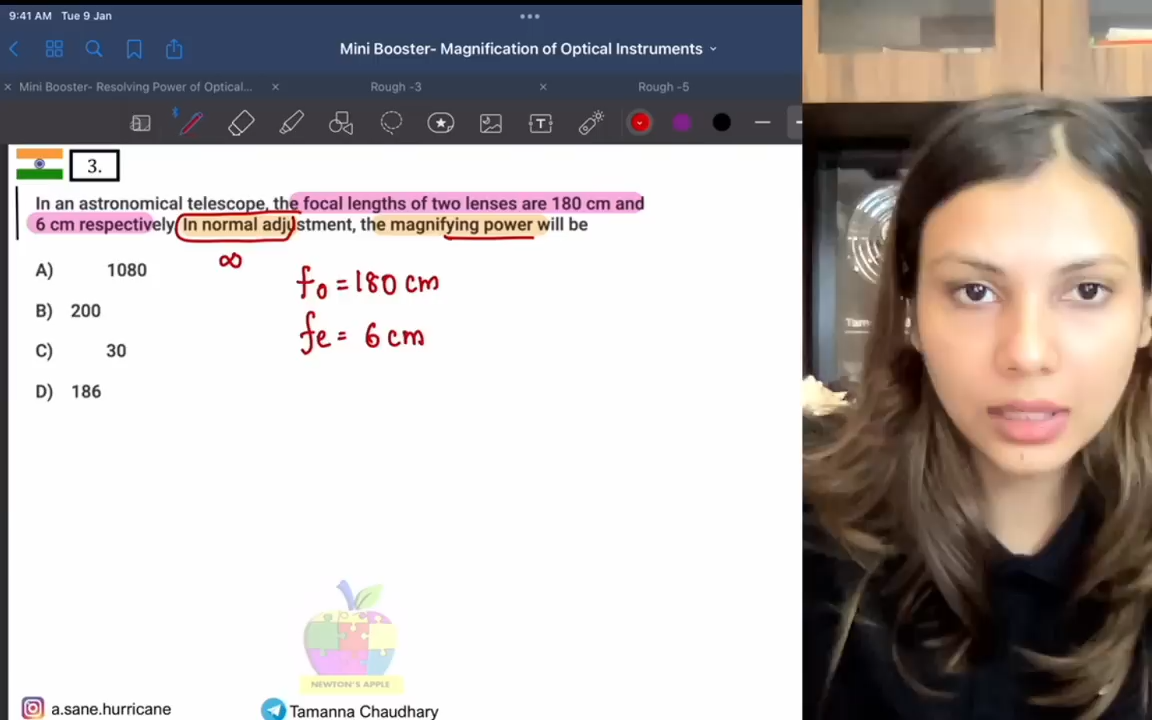 9:41 AM Tue 9 Jan
Mini Booster- Magnification of Optical Instruments
Mini Booster- Resolving Power of Optical...
Rough -3
Rough -5
3.
In an astronomical telescope, the focal lengths of two lenses are 180 cm and
6 cm respectively. In normal adjustment, the magnifying power will be
A) 1080
B) 200
C) 30
D) 186
∞
fo = 180 cm
fe = 6 cm
NEWTON'S APPLE
a.sane.hurricane
Tamanna Chaudhary